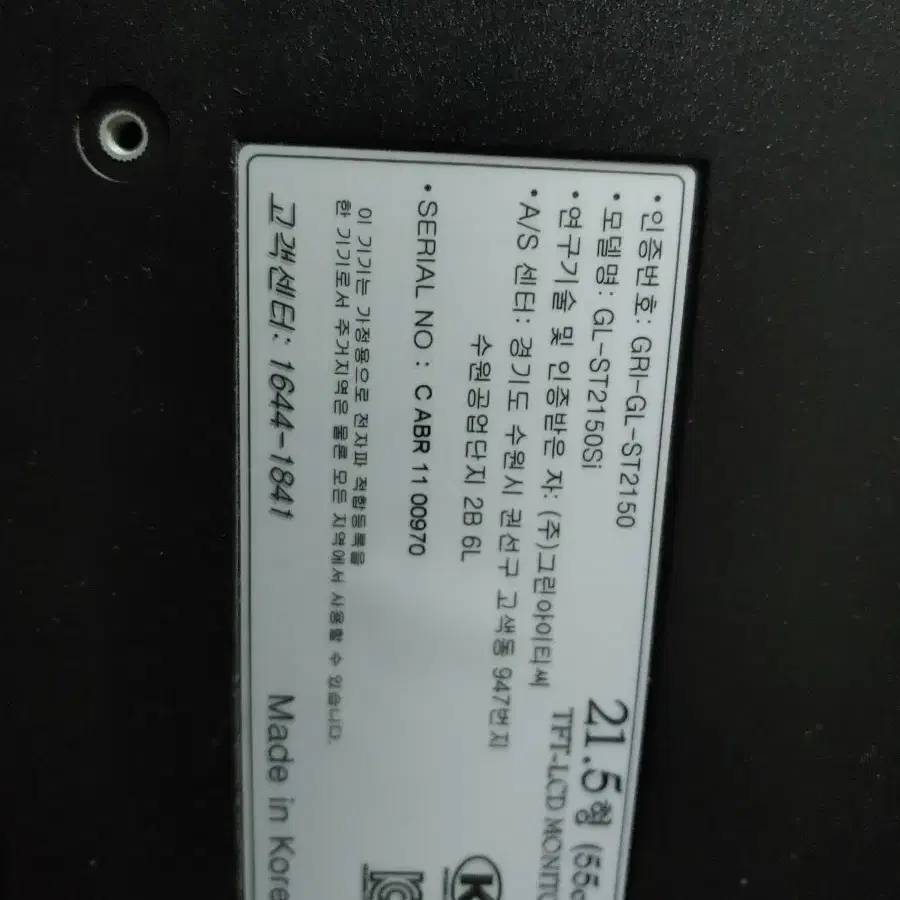 • 인증번호: GRI-GL-ST2150
• 모델명: GL-ST2150Si
• 연구기술 및 인증받은 자: (주)그린아이티씨
• A/S 센터: 경기도 수원시 권선구 고색동 947번지
수원공업단지 2B 6L
• SERIAL NO : C ABR 11 00970
이 기기는 가정용으로 전자파 적합등록을
한 기기로서 주거지역은 물론 모든 지역에서 사용할 수 있습니다.
고객센터: 1644-1841
21.5형 (55c
TFT-LCD MONITO
Made in Kore